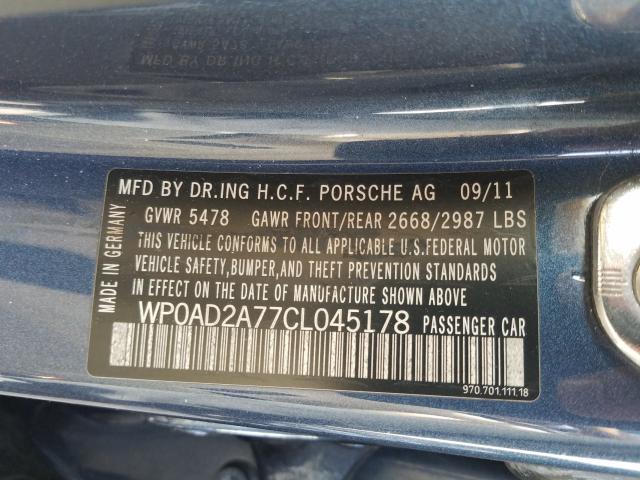 MFD BY DR.ING H.C.F. PORSCHE AG 09/11
GVWR 5478 GAWR FRONT/REAR 2668/2987 LBS
THIS VEHICLE CONFORMS TO ALL APPLICABLE U.S.FEDERAL MOTOR
VEHICLE SAFETY,BUMPER,AND THEFT PREVENTION STANDARDS
IN EFFECT ON THE DATE OF MANUFACTURE SHOWN ABOVE
WP0AD2A77CL045178 PASSENGER CAR
MADE IN GERMANY
970.701.111.18